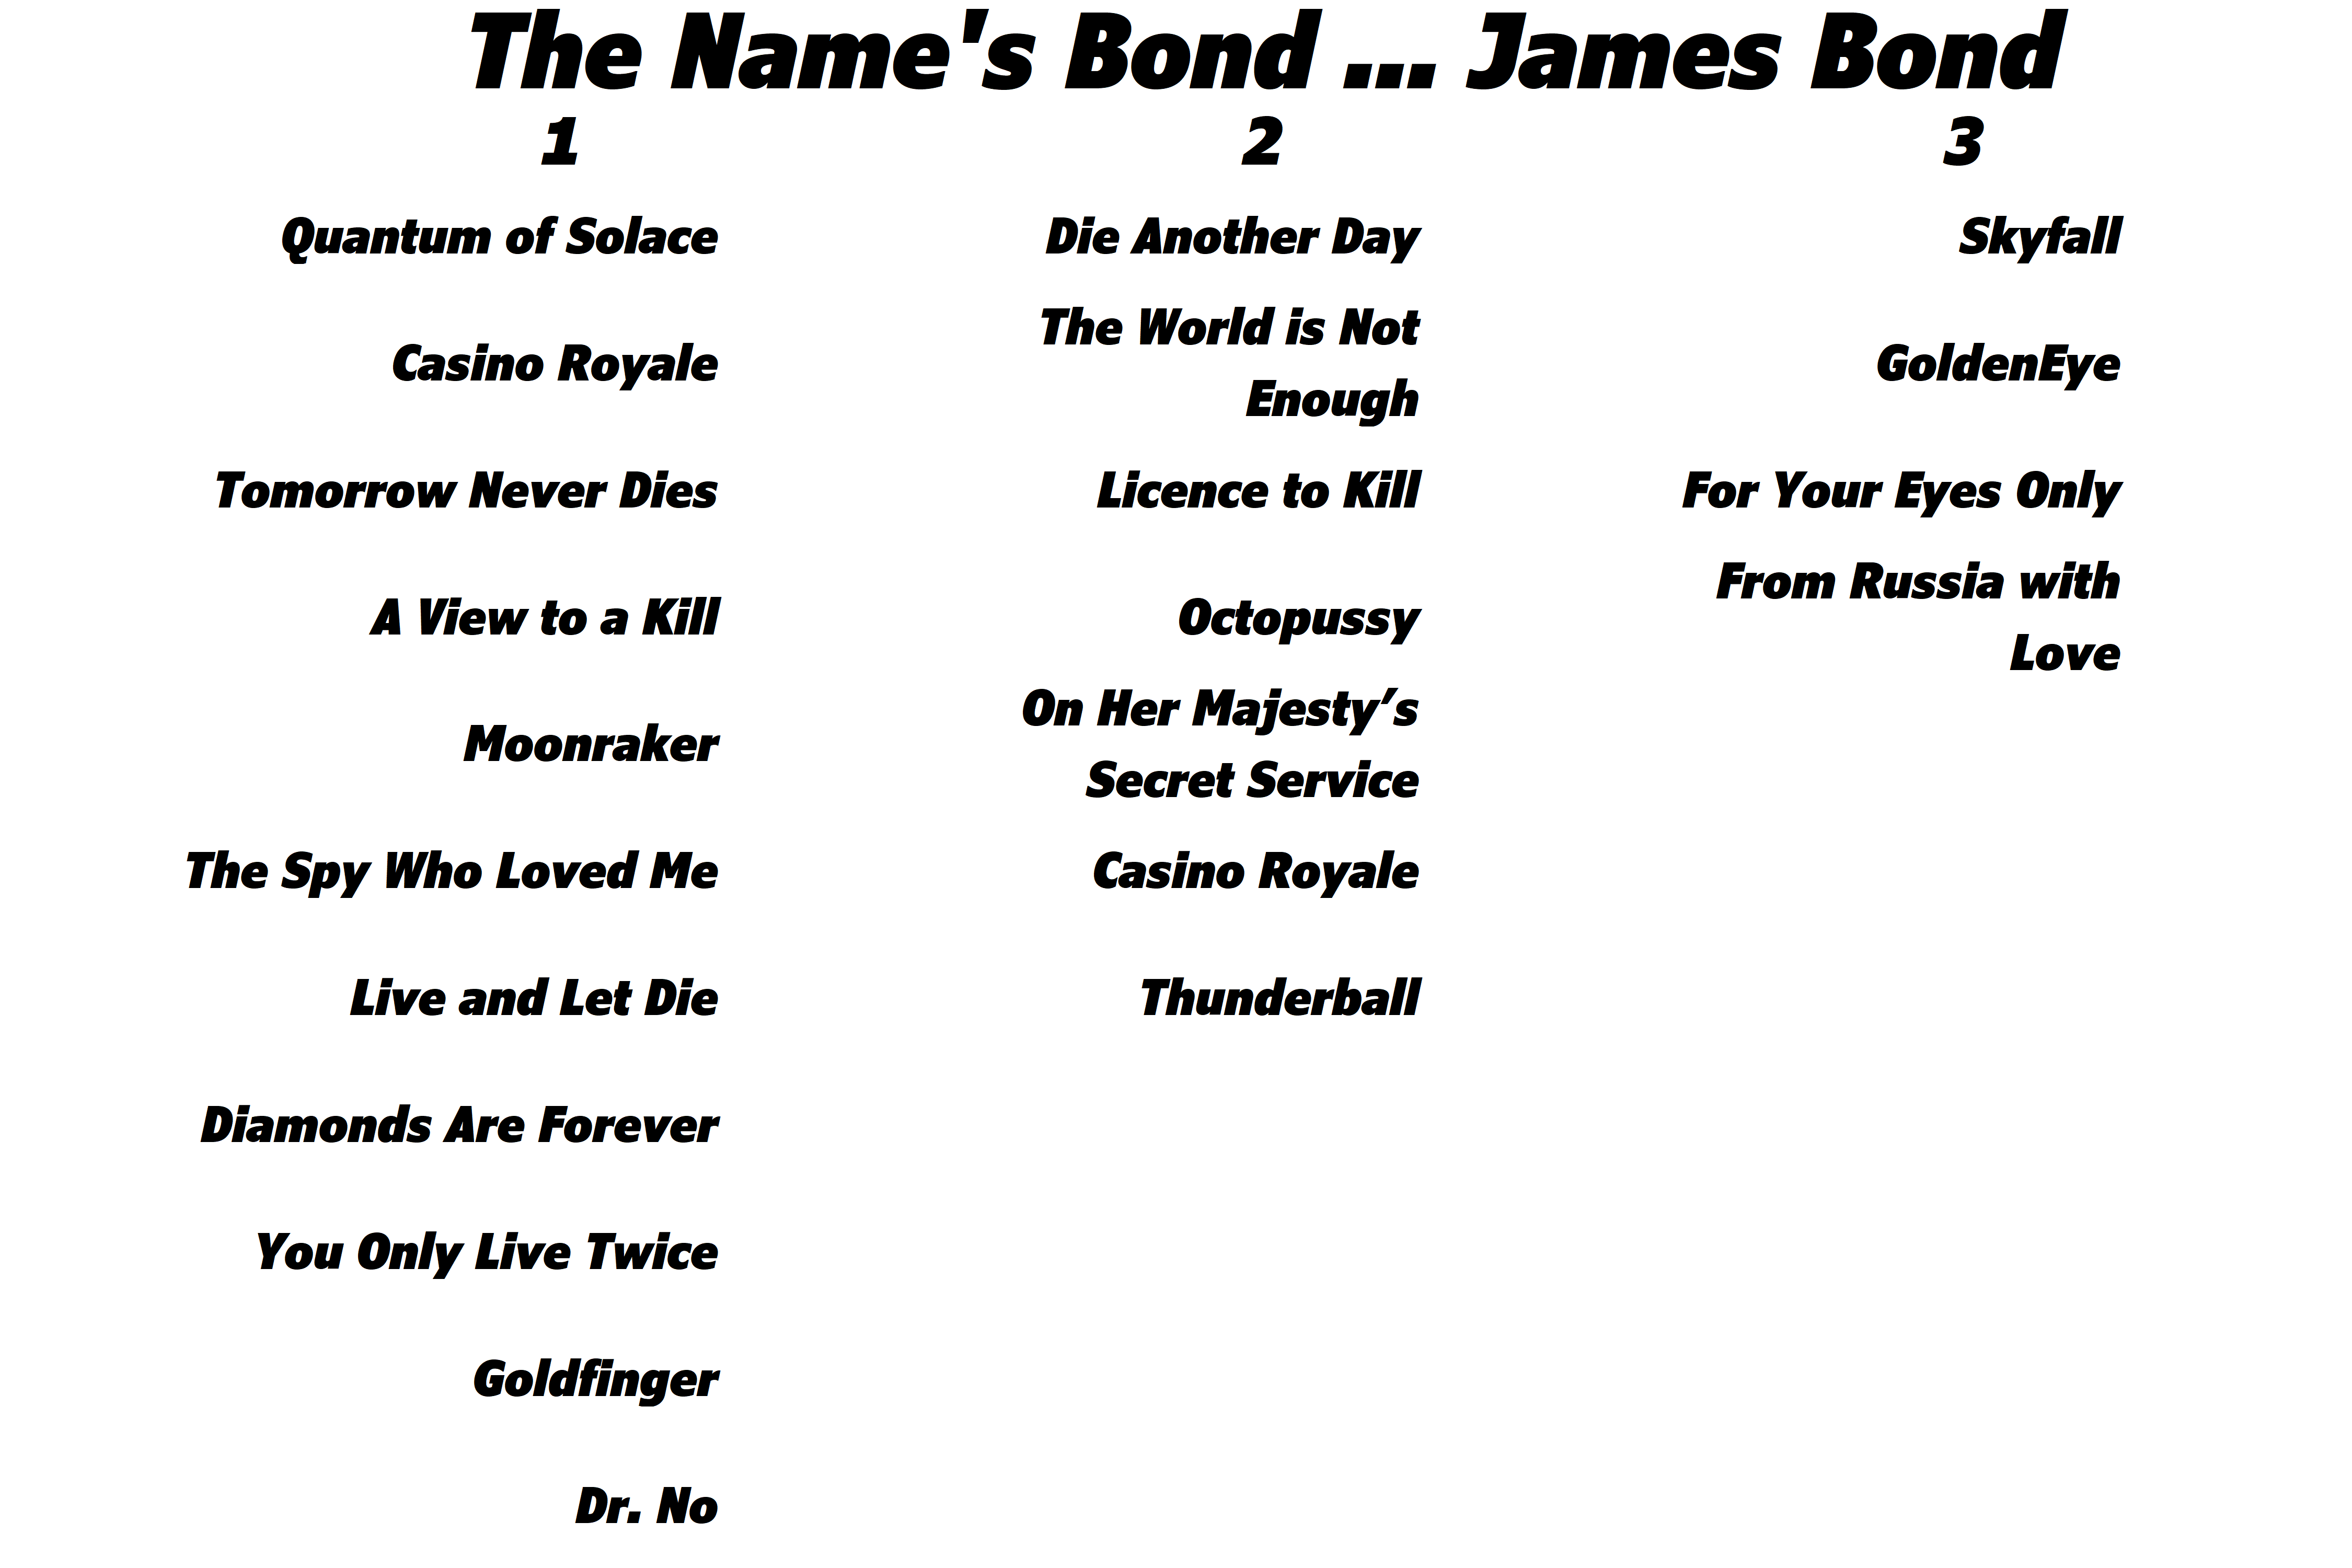 The Name's Bond ... James Bond
1
2
3
Quantum of Solace
Die Another Day
Skyfall
Casino Royale
The World is Not
Enough
GoldenEye
Tomorrow Never Dies
Licence to Kill
For Your Eyes Only
A View to a Kill
Octopussy
From Russia with
Love
Moonraker
On Her Majesty’s
Secret Service
The Spy Who Loved Me
Casino Royale
Live and Let Die
Thunderball
Diamonds Are Forever
You Only Live Twice
Goldfinger
Dr. No